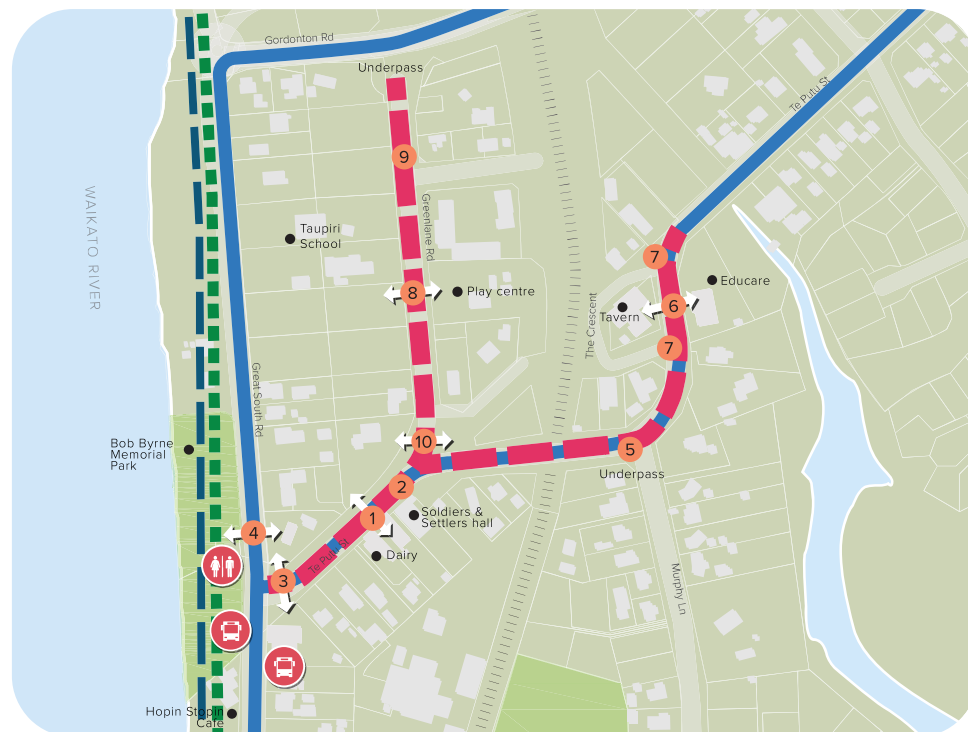 Gordonton Rd
Underpass
Te Putu St
9
WAIKATO RIVER
Greenlane Rd
Taupiri
School
7
Educare
8
Play centre
6
Tavern
The Crescent
7
Great South Rd
Bob Byrne
Memorial
Park
10
5
Underpass
2
1
Soldiers &
Settlers hall
4
Te Putu St
Dairy
3
Murphy Ln
Hopin Stopin
Cafe